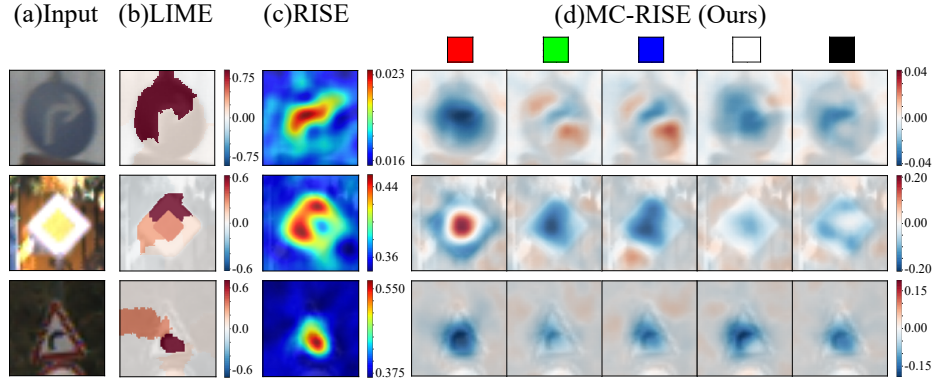 (a)Input (b)LIME (c)RISE (d)MC-RISE (Ours)
0.75 0.00 -0.75 0.023 0.016 0.04 0.00 -0.04
0.6 0.0 -0.6 0.44 0.36 0.20 0.00 -0.20
0.6 0.0 -0.6 0.550 0.375 0.15 0.00 -0.15